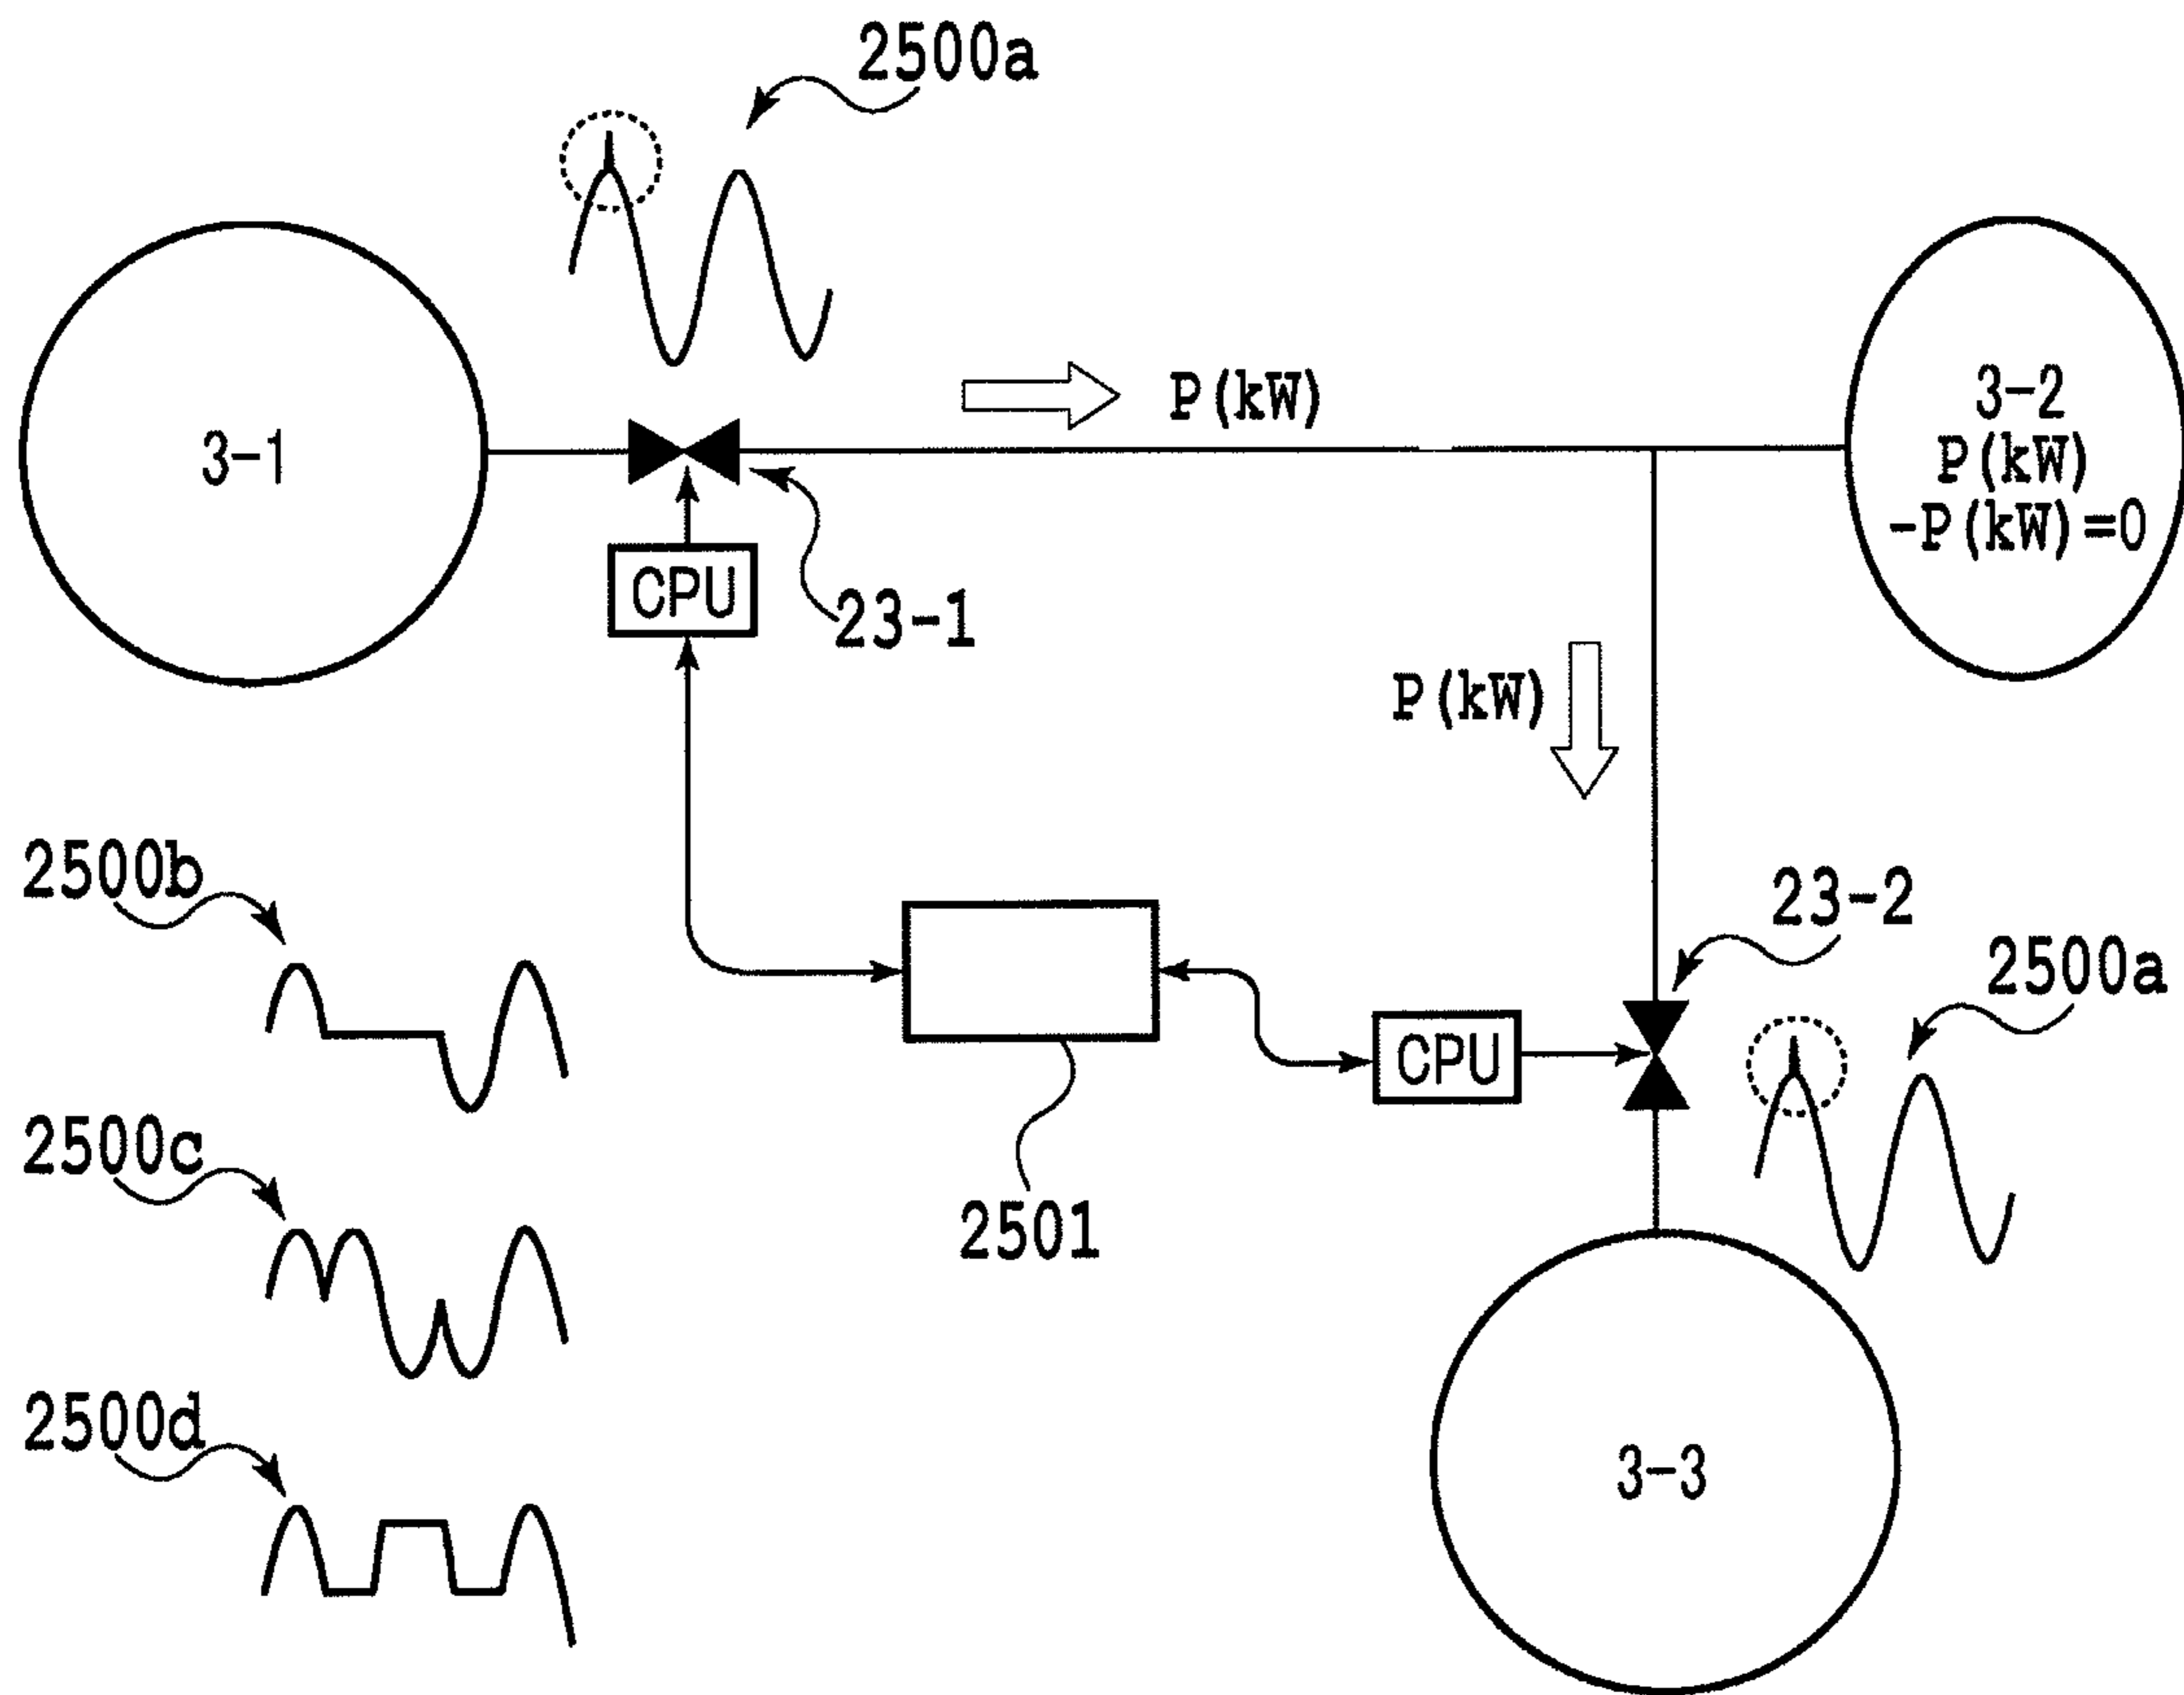 2500a
3-1
P(kW)
3-2
P(kW)
-P(kW)=0
CPU
23-1
P(kW)
2500b
23-2
2500a
CPU
2500c
2501
2500d
3-3